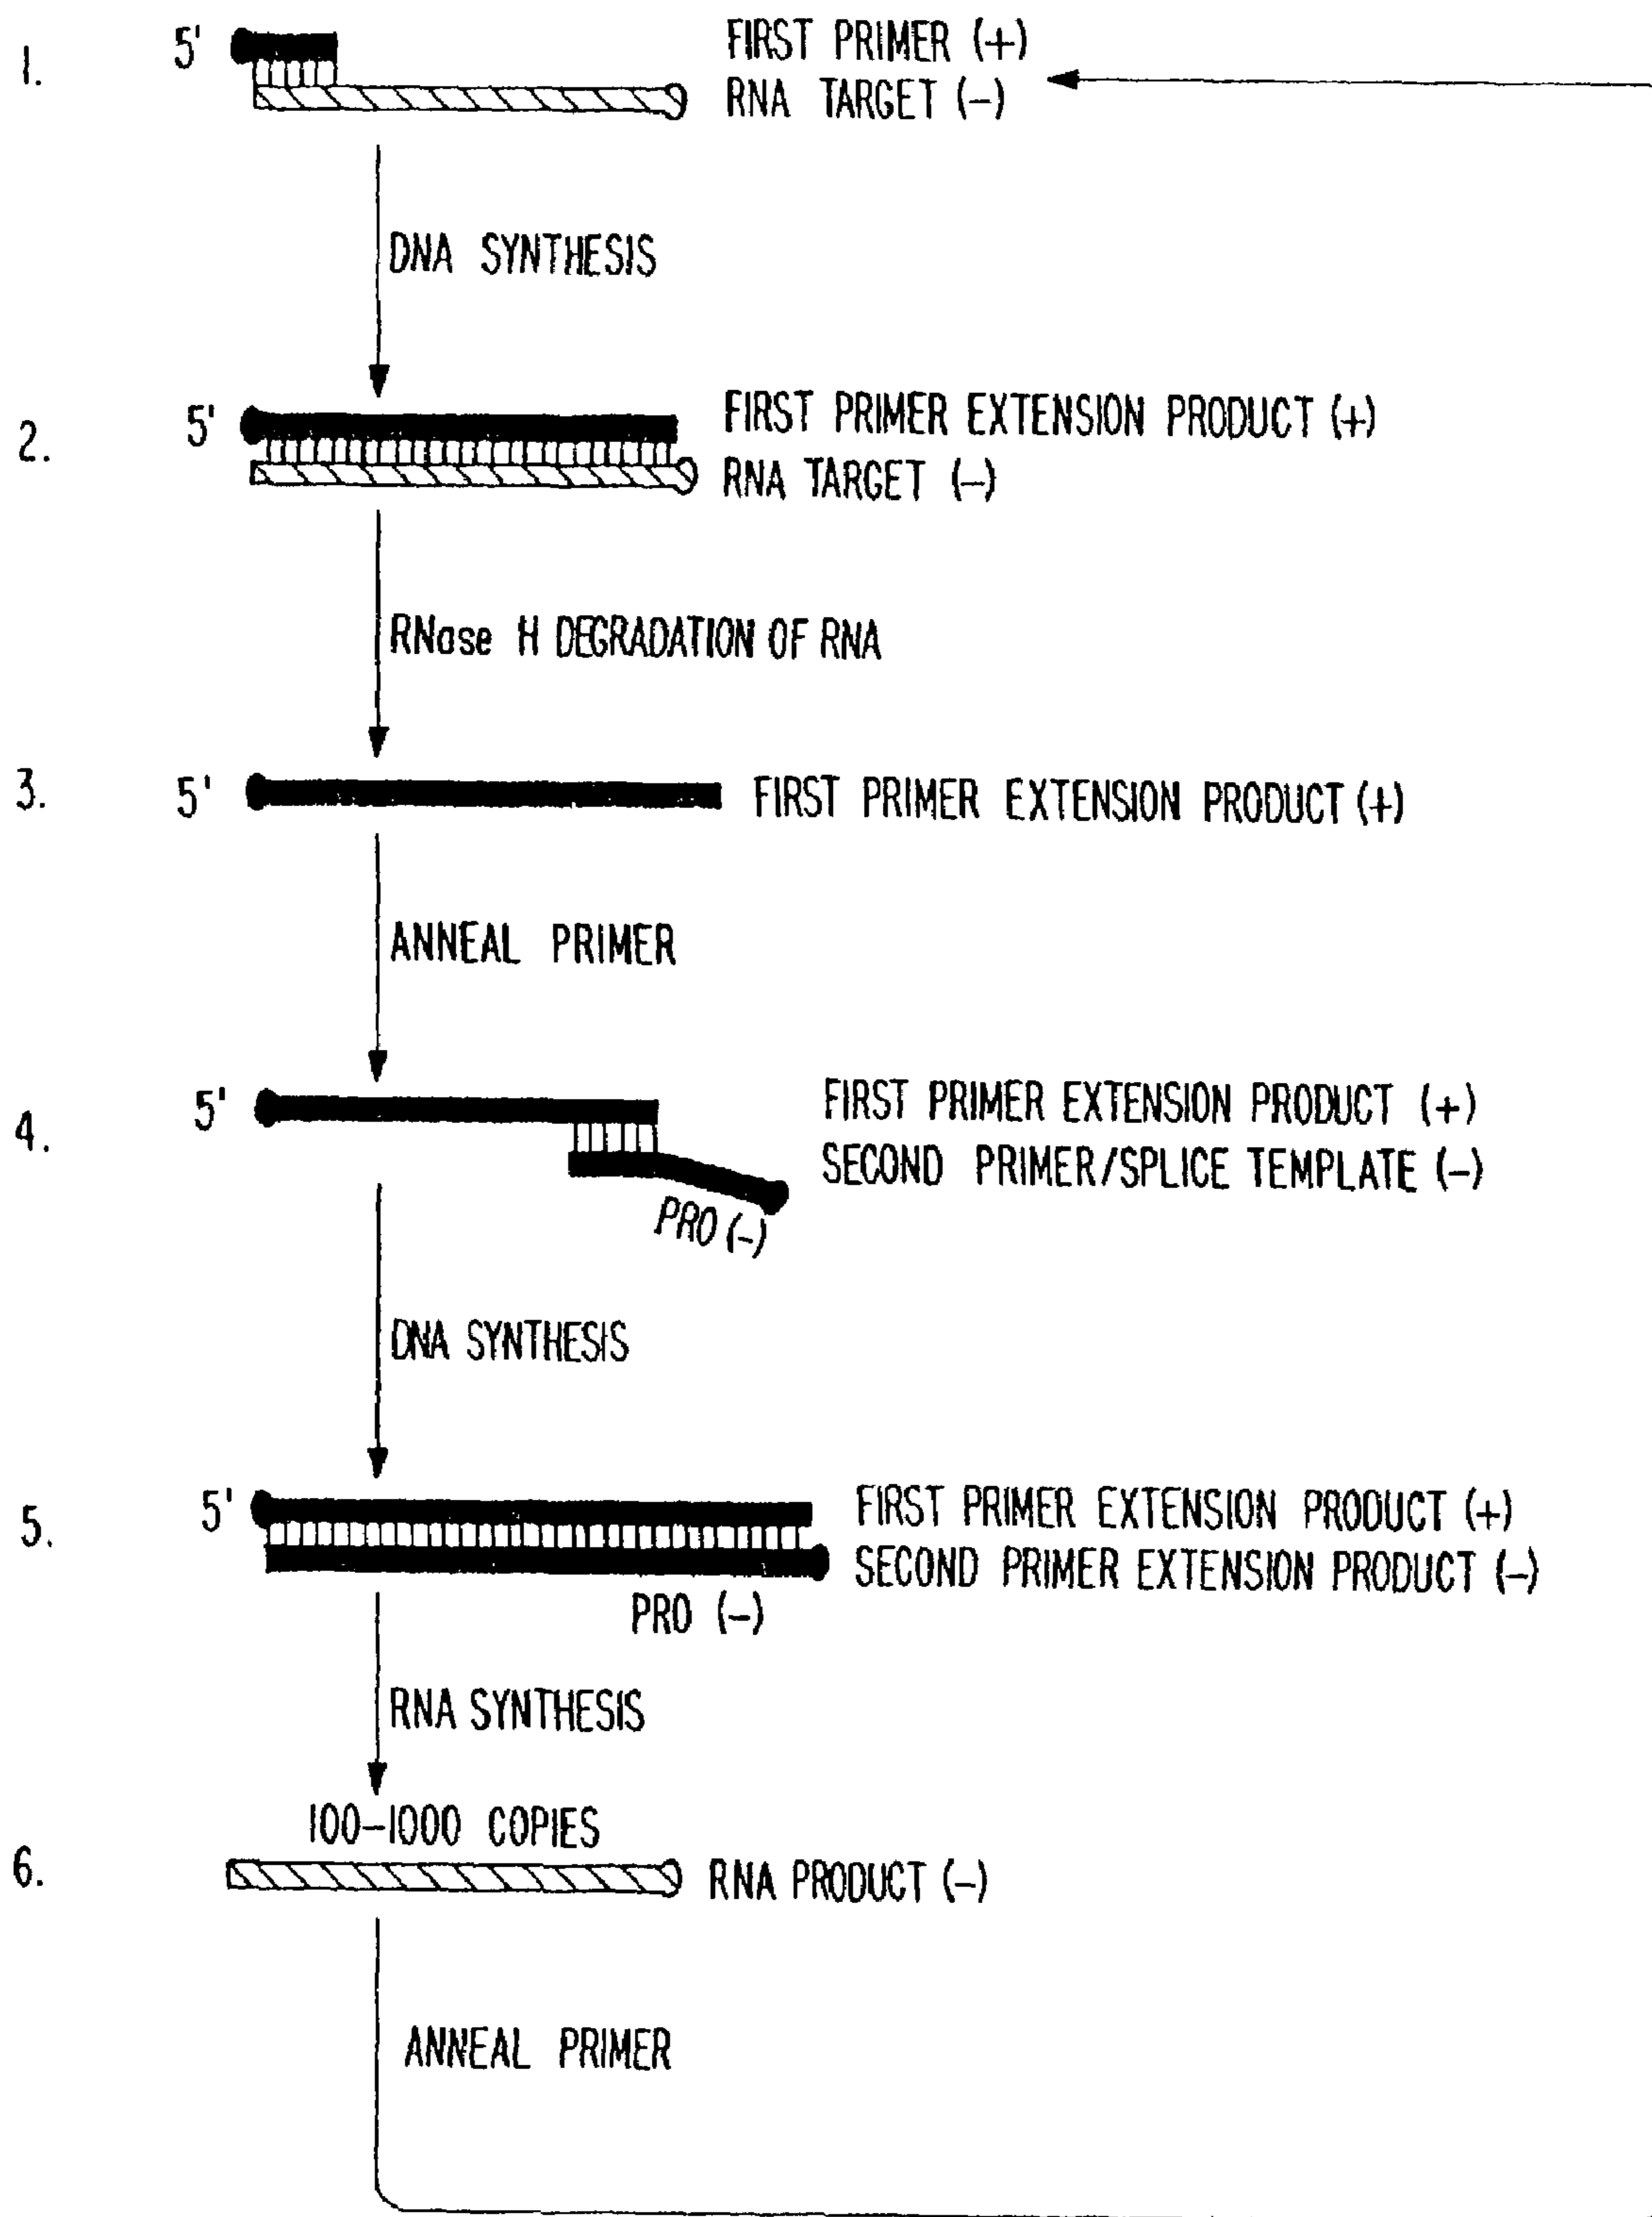 1.
5'
FIRST PRIMER (+)
RNA TARGET (-)
DNA SYNTHESIS
2.
5'
FIRST PRIMER EXTENSION PRODUCT (+)
RNA TARGET (-)
RNase H DEGRADATION OF RNA
3.
5'
FIRST PRIMER EXTENSION PRODUCT (+)
ANNEAL PRIMER
4.
5'
FIRST PRIMER EXTENSION PRODUCT (+)
SECOND PRIMER/SPLICE TEMPLATE (-)
PRO (-)
DNA SYNTHESIS
5.
5'
FIRST PRIMER EXTENSION PRODUCT (+)
SECOND PRIMER EXTENSION PRODUCT (-)
PRO (-)
RNA SYNTHESIS
100-1000 COPIES
6.
RNA PRODUCT (-)
ANNEAL PRIMER